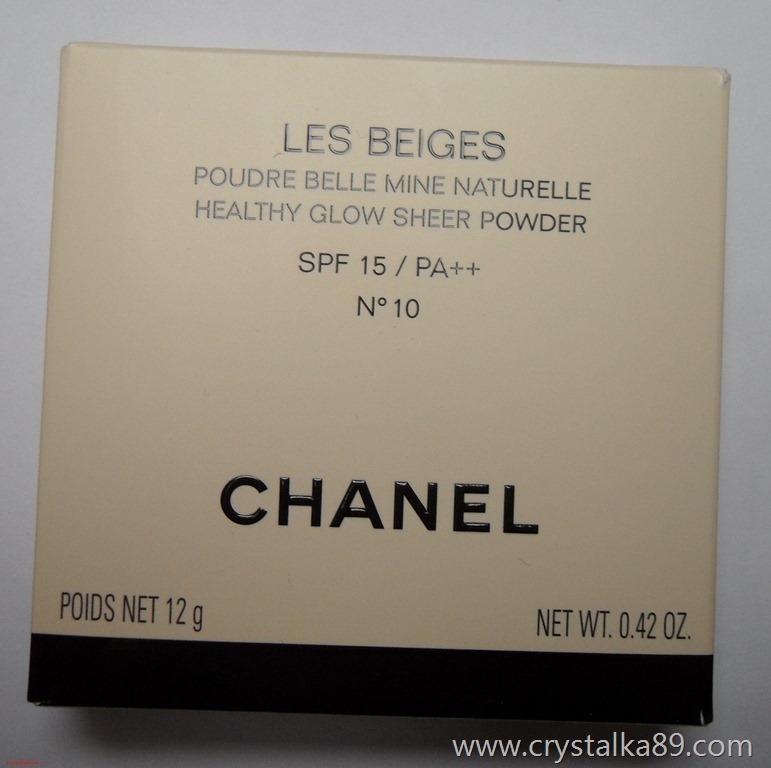 LES BEIGES
POUDRE BELLE MINE NATURELLE
HEALTHY GLOW SHEER POWDER
SPF 15 / PA++
N° 10
CHANEL
POIDS NET 12 g
NET WT. 0.42 OZ.
www.crystalka89.com